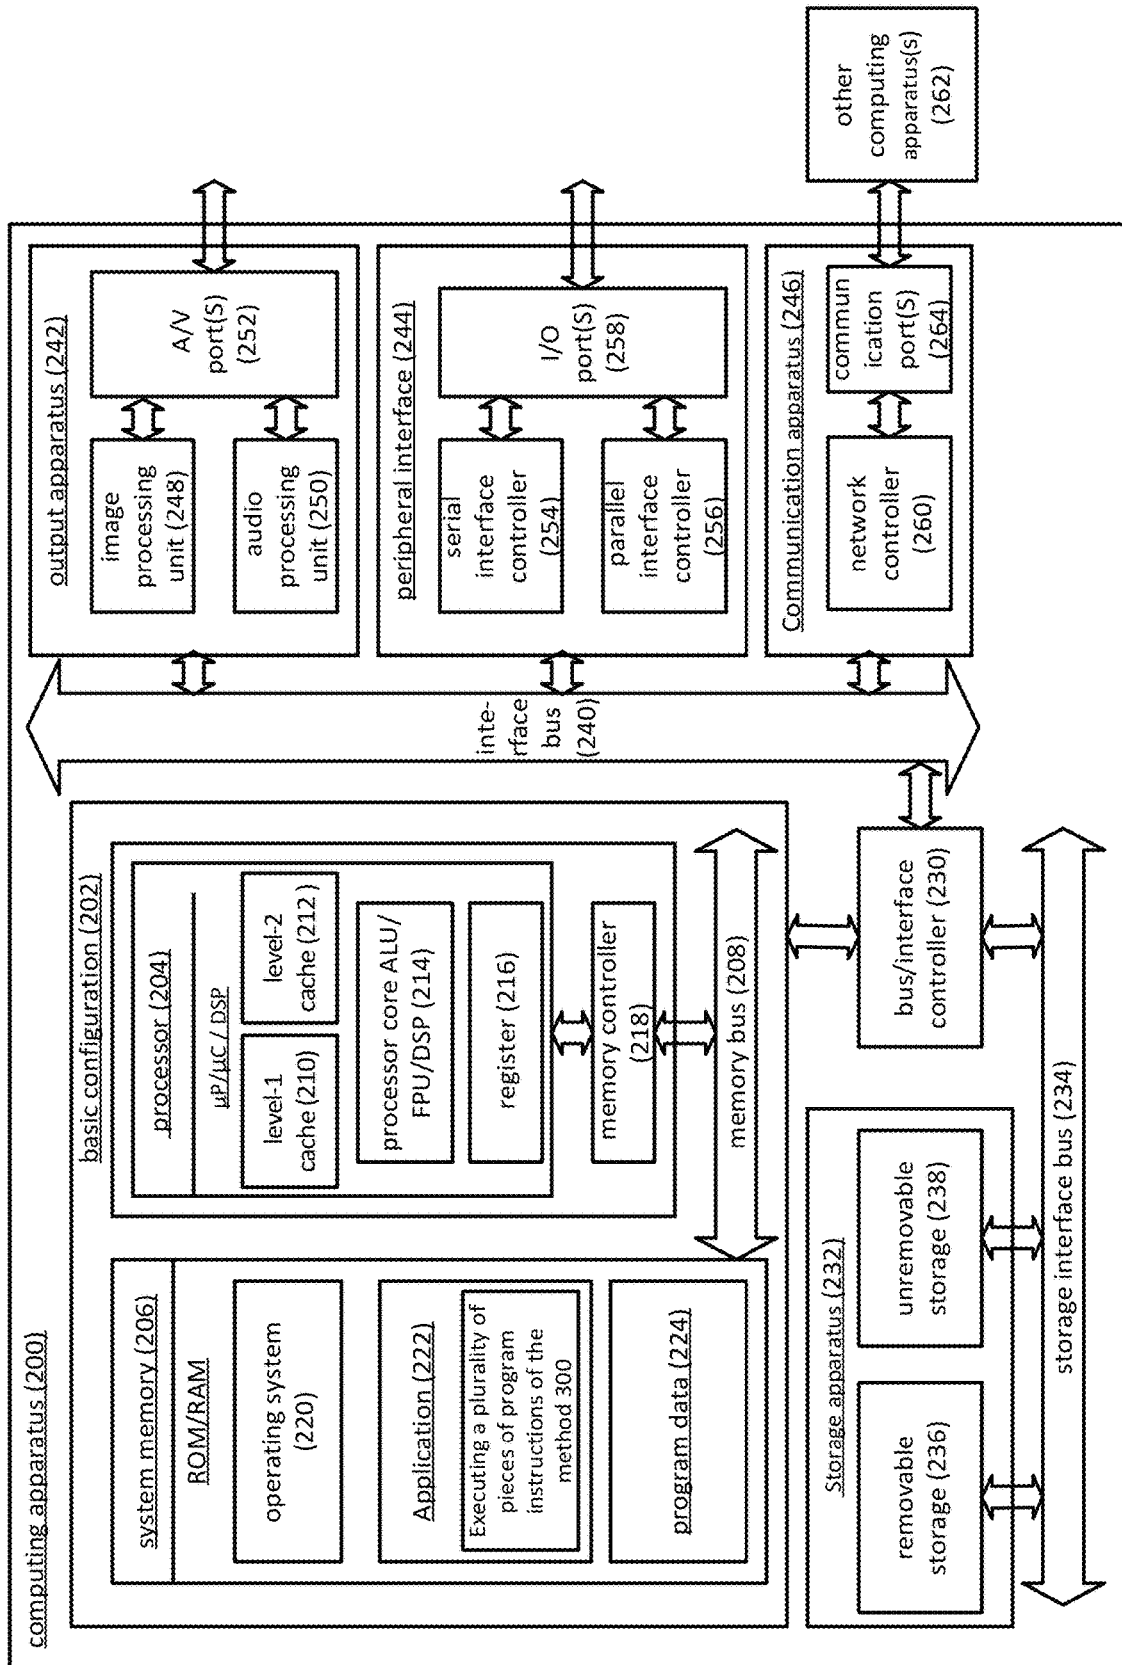 computing apparatus (200)
basic configuration (202)
system memory (206)
ROM/RAM
operating system
(220)
Application (222)
Executing a plurality of
pieces of program
instructions of the
method 300
program data (224)
processor (204)
µP/µC / DSP
level-1
cache (210)
level-2
cache (212 )
processor core ALU/
FPU/DSP (214)
register (216)
memory controller
(218)
memory bus (208)
Storage apparatus (232)
removable
storage (236)
unremovable
storage (238)
bus/interface
controller (230)
storage interface bus (234)
inte-
rface
bus
(240)
output apparatus (242)
image
processing
unit (248)
audio
processing
unit (250)
A/V
port(S)
(252)
peripheral interface (244)
serial
interface
controller
(254)
parallel
interface
controller
(256)
I/O
port(S)
(258)
Communication apparatus (246)
network
controller
(260)
commun
ication
port(S)
(264)
other
computing
apparatus(s)
(262)